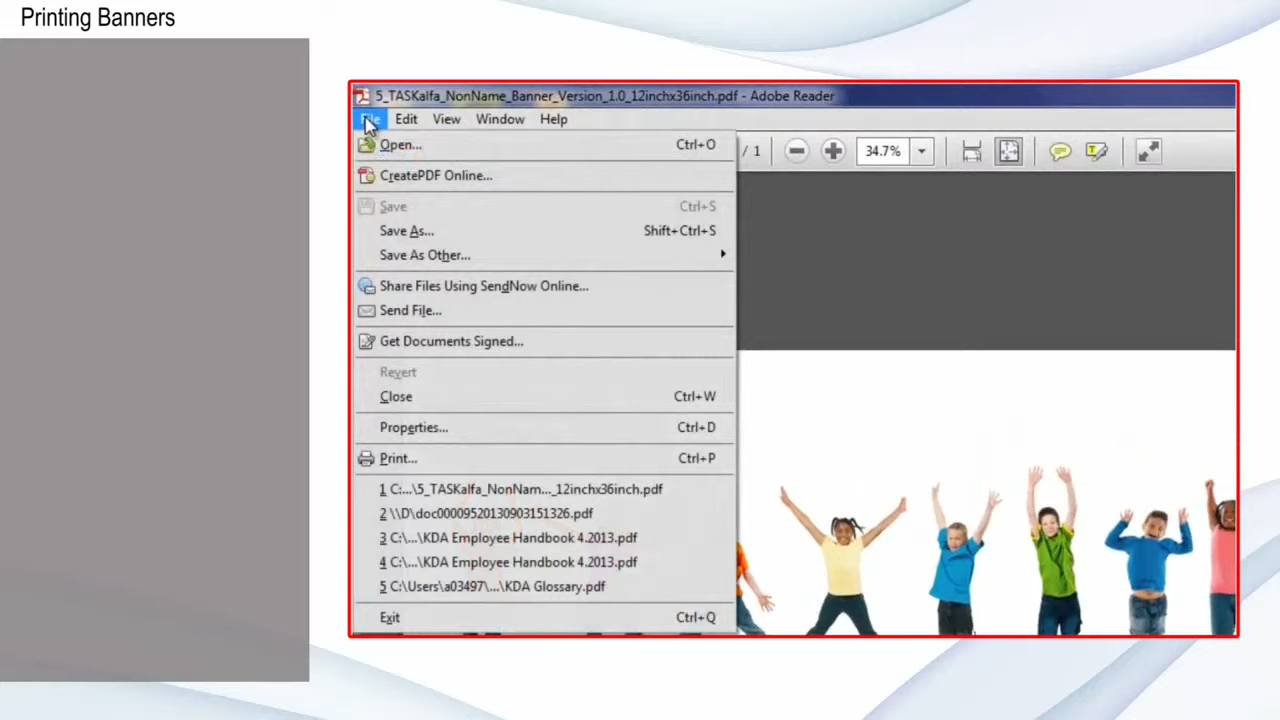 Printing Banners
5_TASKalfa_NonName_Banner_Version_1.0_12inchx36inch.pdf - Adobe Reader
File Edit View Window Help
Open... Ctrl+O
/ 1 34.7%
CreatePDF Online...
Save Ctrl+S
Save As... Shift+Ctrl+S
Save As Other...
Share Files Using SendNow Online...
Send File...
Get Documents Signed...
Revert
Close Ctrl+W
Properties... Ctrl+D
Print... Ctrl+P
1 C:...\5_TASKalfa_NonNam..._12inchx36inch.pdf
2 \\D\doc00009520130903151326.pdf
3 C:\...\KDA Employee Handbook 4.2013.pdf
4 C:\...\KDA Employee Handbook 4.2013.pdf
5 C:\Users\a03497\...\KDA Glossary.pdf
Exit Ctrl+Q